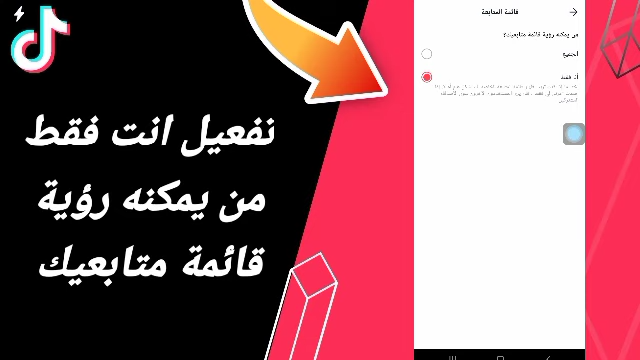 تفعيل انت فقط
من يمكنه رؤية
قائمة متابعيك
قائمة المتابعة
من يمكنه رؤية قائمة متابعيك؟
الجميع
أنا فقط